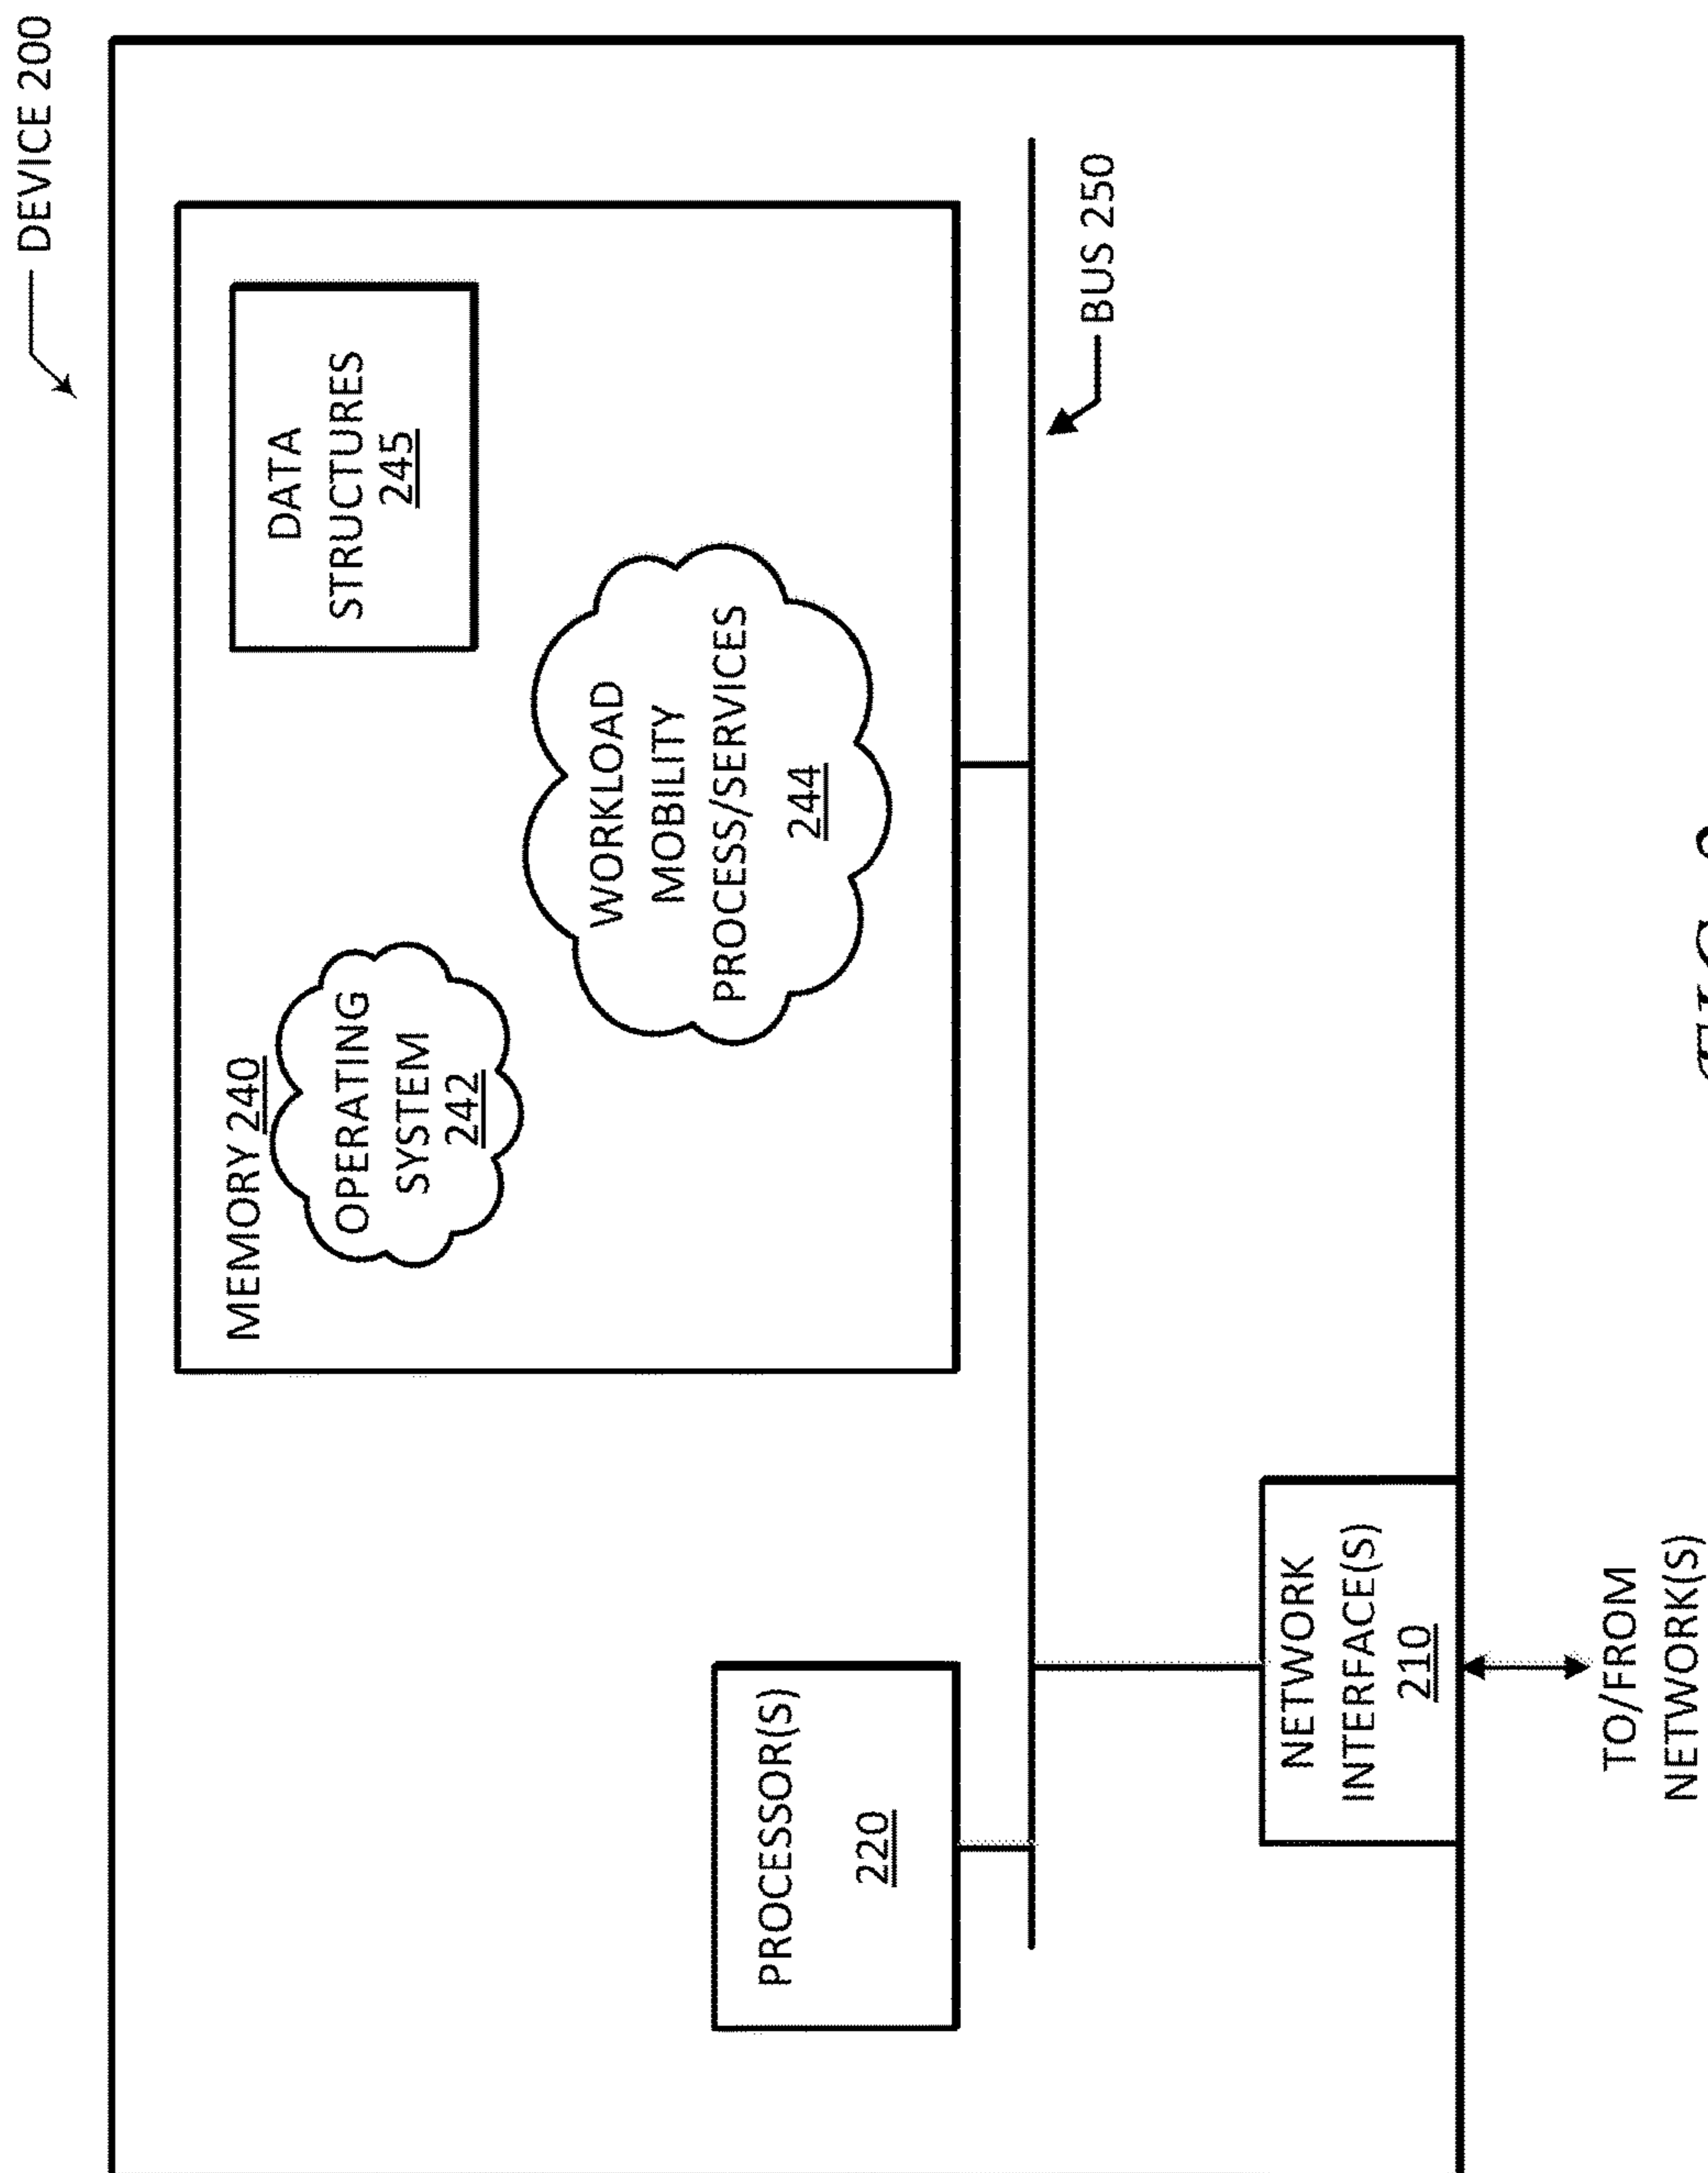 DEVICE 200
MEMORY 240
OPERATING
SYSTEM
242
DATA
STRUCTURES
245
WORKLOAD
MOBILITY
PROCESS/SERVICES
244
PROCESSOR(S)
220
BUS 250
NETWORK
INTERFACE(S)
210
TO/FROM
NETWORK(S)